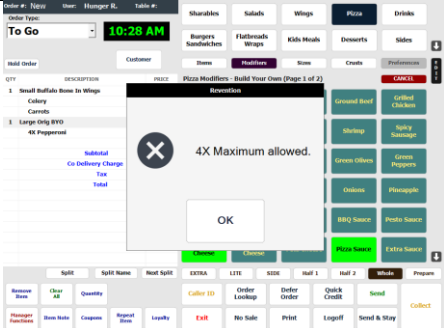 Order #: New User: Hunger R. Table #:
Order Type:
To Go
10:28 AM
Hold Order
Customer
QTY DESCRIPTION PRICE
1 Small Buffalo Bone In Wings
Celery
Carrots
1 Large Orig BYO
4X Pepperoni
Subtotal
Co Delivery Charge
Tax
Total
Split Split Name Next Split
Remove Item
Clear All
Quantity
Manager Functions
Item Note
Coupons
Repeat Item
Loyalty
Sharables Salads Wings Pizza Drinks
Burgers Sandwiches
Flatbreads Wraps
Kids Meals Desserts Sides
Items Modifiers Sizes Crusts Preferences
EDIT
Pizza Modifiers - Build Your Own (Page 1 of 2) CANCEL
Revention
4X Maximum allowed.
OK
Ground Beef
Grilled Chicken
Shrimp
Spicy Sausage
Green Olives
Green Peppers
Onions Pineapple
BBQ Sauce Pesto Sauce
Cheese Cheese
Pizza Sauce Extra Sauce
EXTRA LITE SIDE Half 1 Half 2 Whole Prepare
Caller ID
Order Lookup
Defer Order
Quick Credit
Send
Collect
Exit No Sale Print Logoff Send & Stay